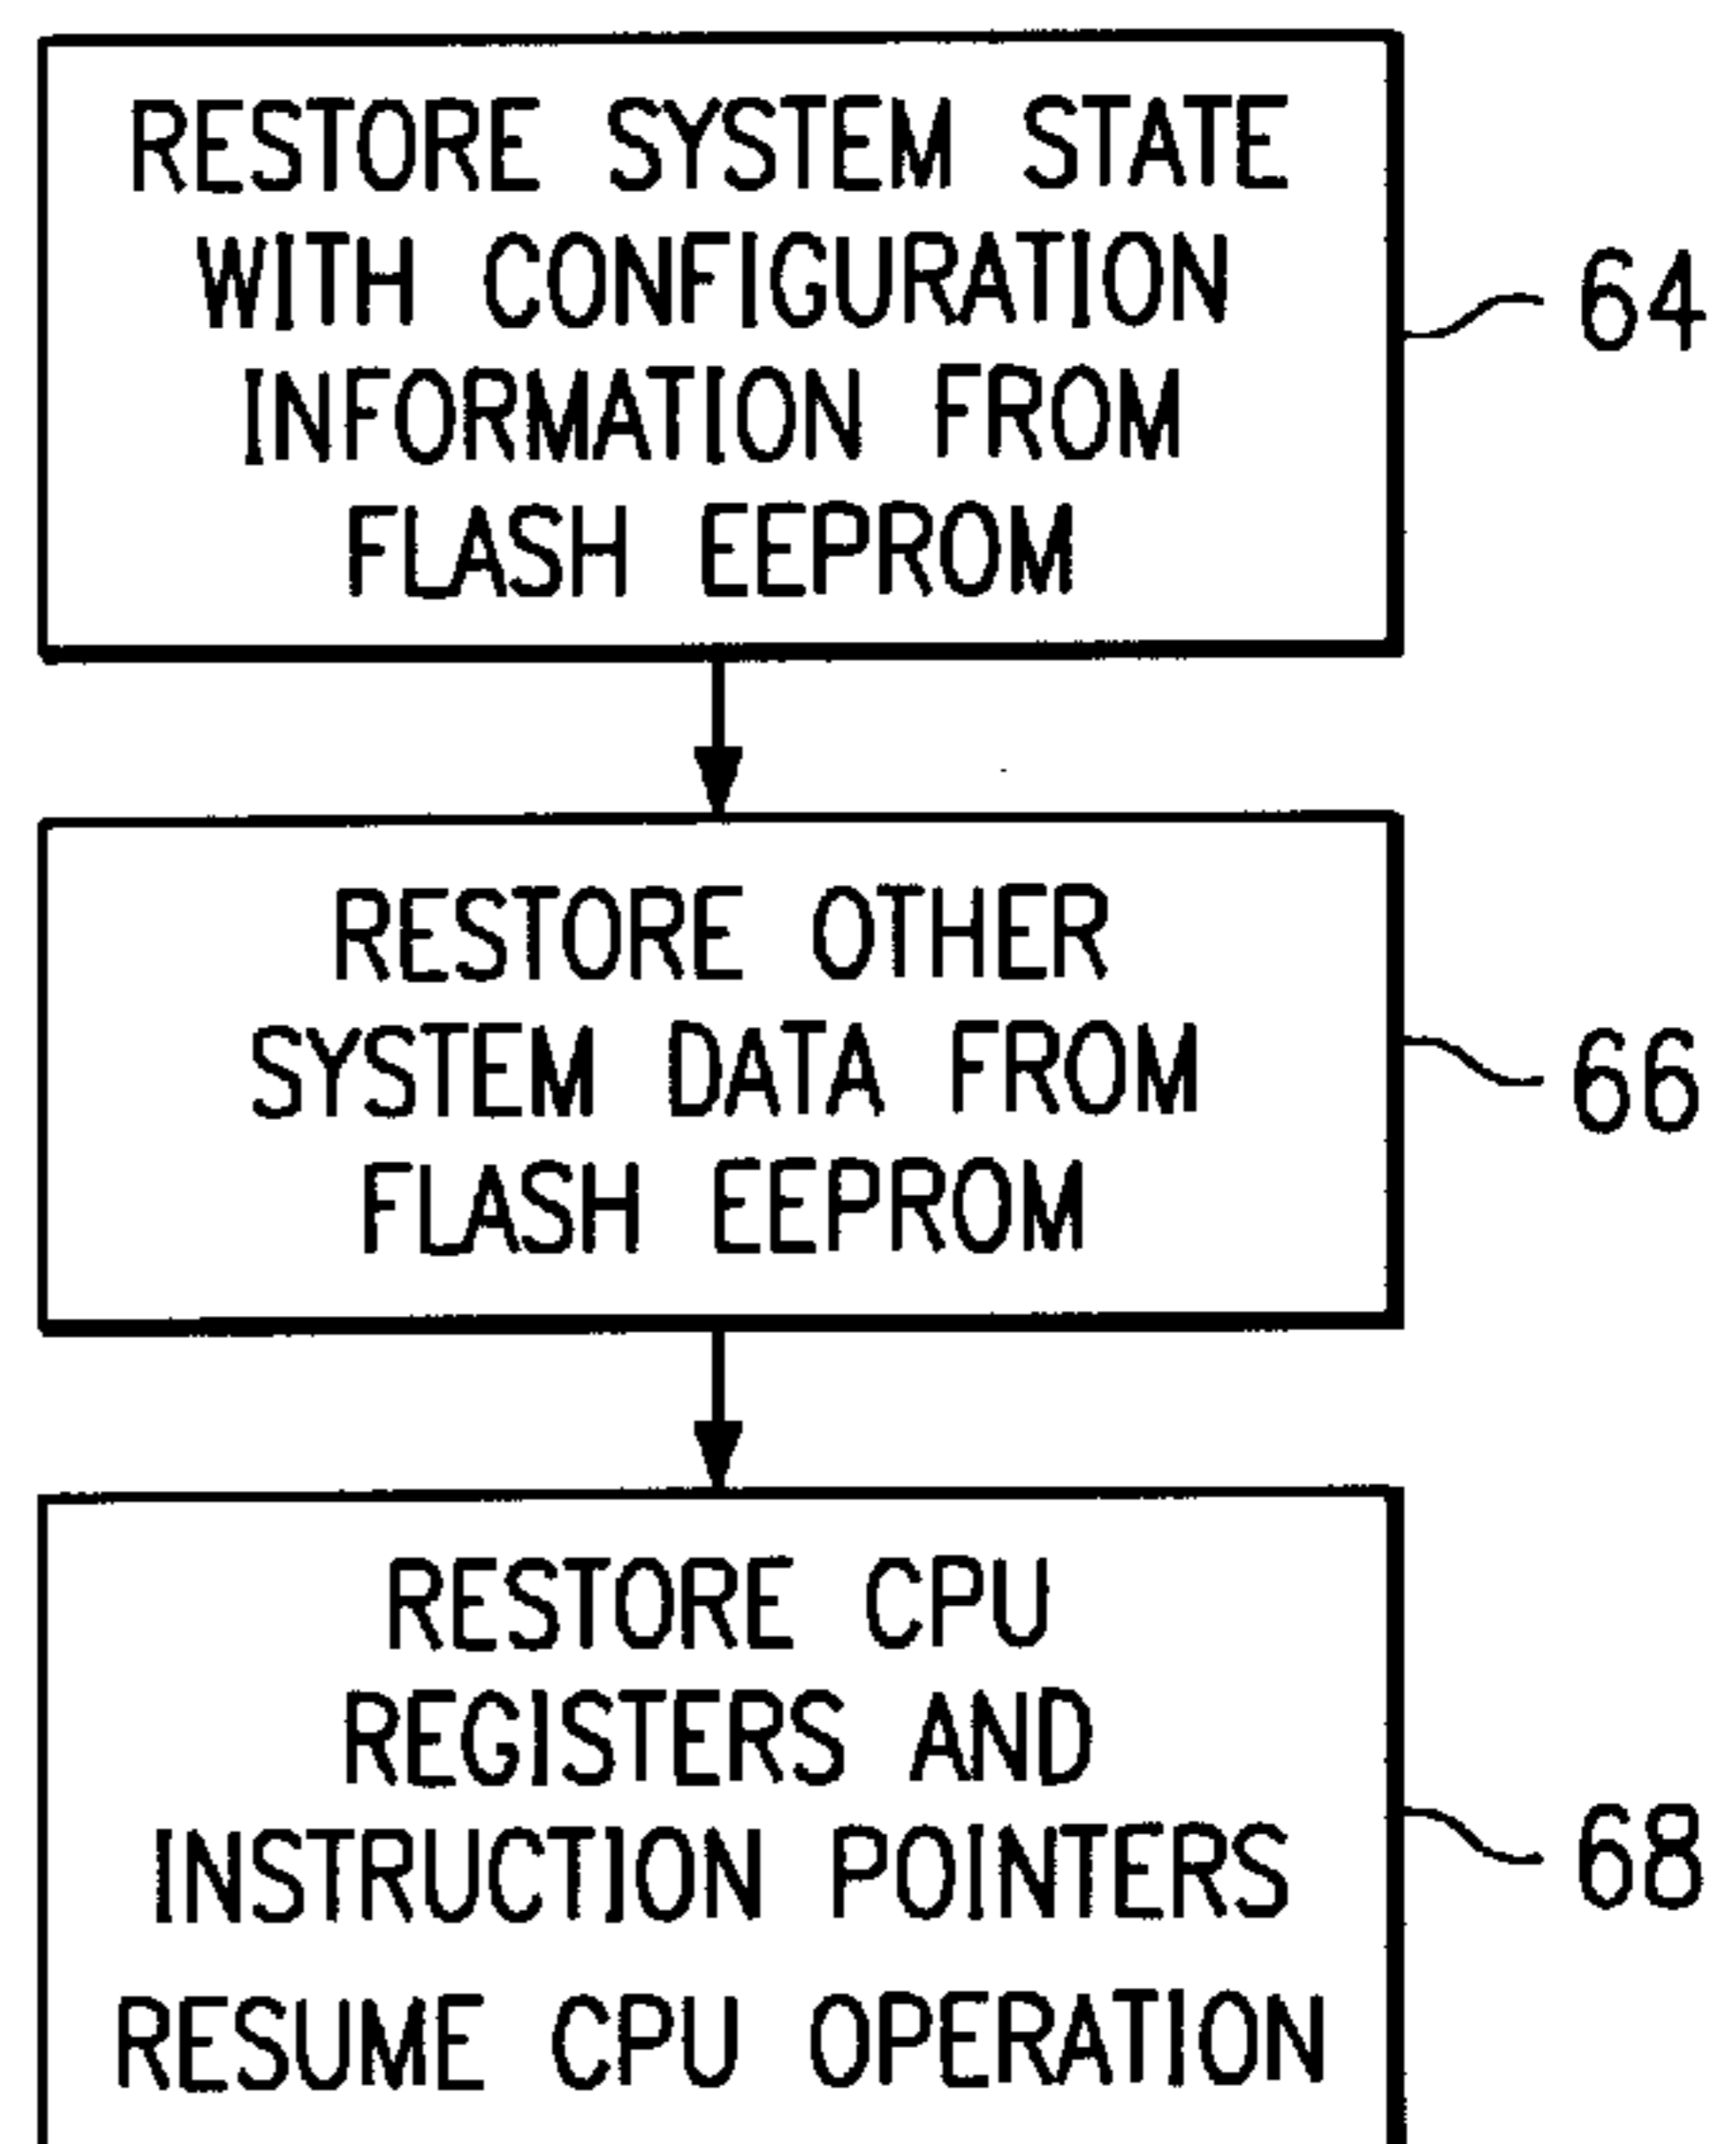 RESTORE SYSTEM STATE
WITH CONFIGURATION
INFORMATION FROM
FLASH EEPROM
64
RESTORE OTHER
SYSTEM DATA FROM
FLASH EEPROM
66
RESTORE CPU
REGISTERS AND
INSTRUCTION POINTERS
RESUME CPU OPERATION
68